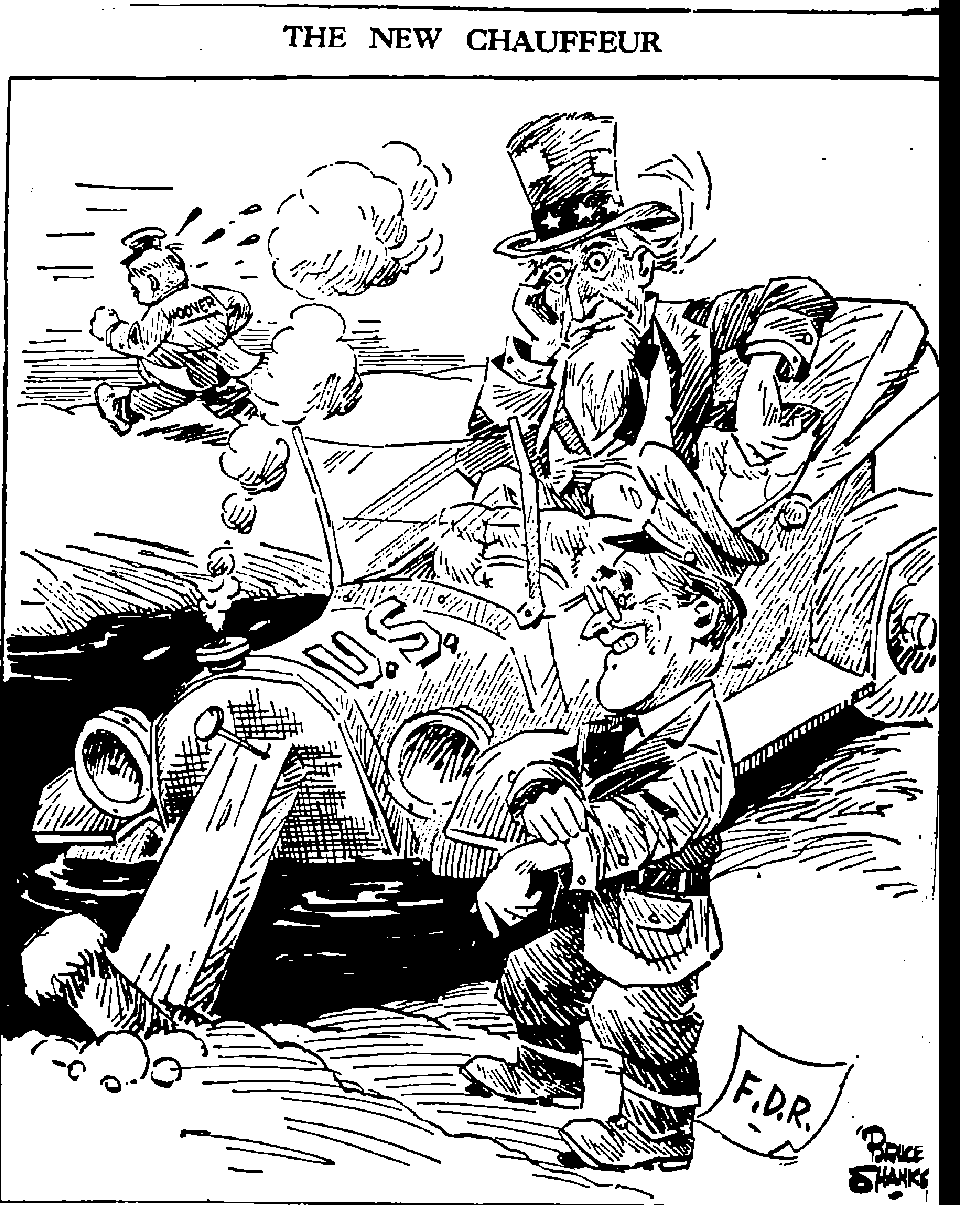 THE NEW CHAUFFEUR
HOOVER
U.S.
F.D.R.
BRUCE
SHANKS